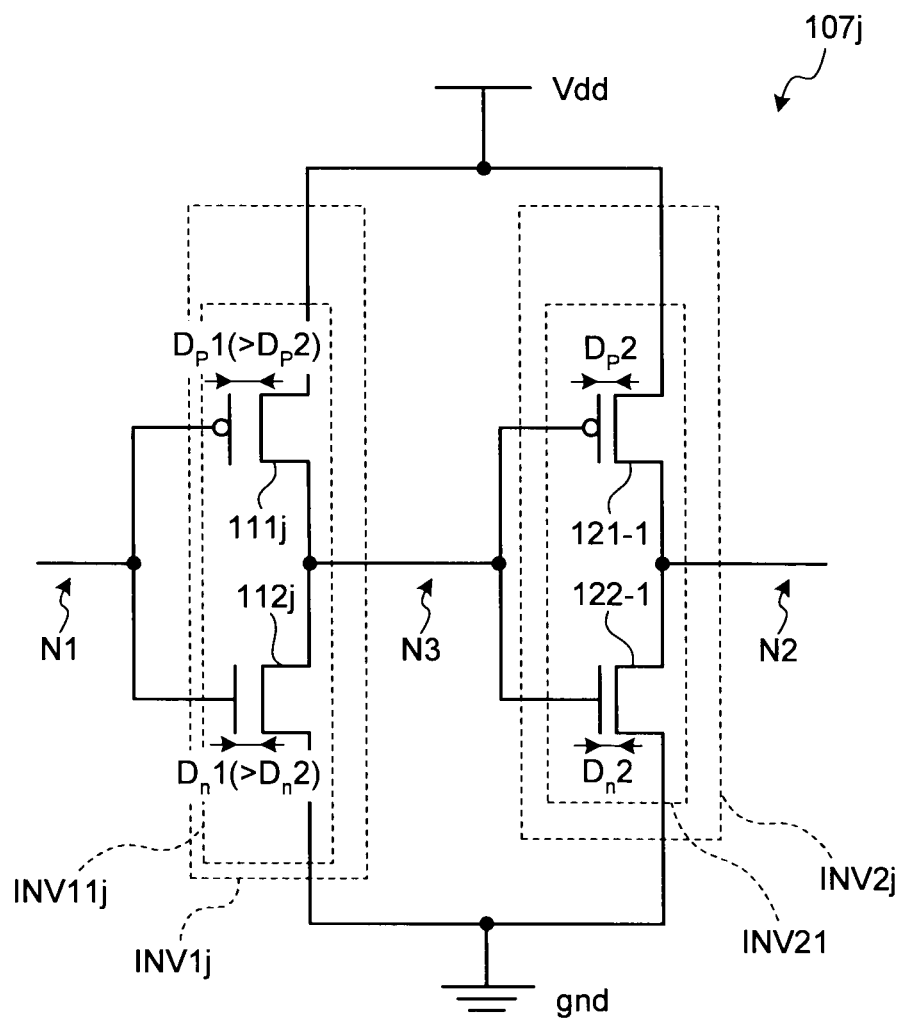 107j
Vdd
Dp1(>Dp2)
Dp2
111j
121-1
112j
122-1
N1
N3
N2
Dn1(>Dn2)
Dn2
INV11j
INV2j
INV1j
INV21
gnd